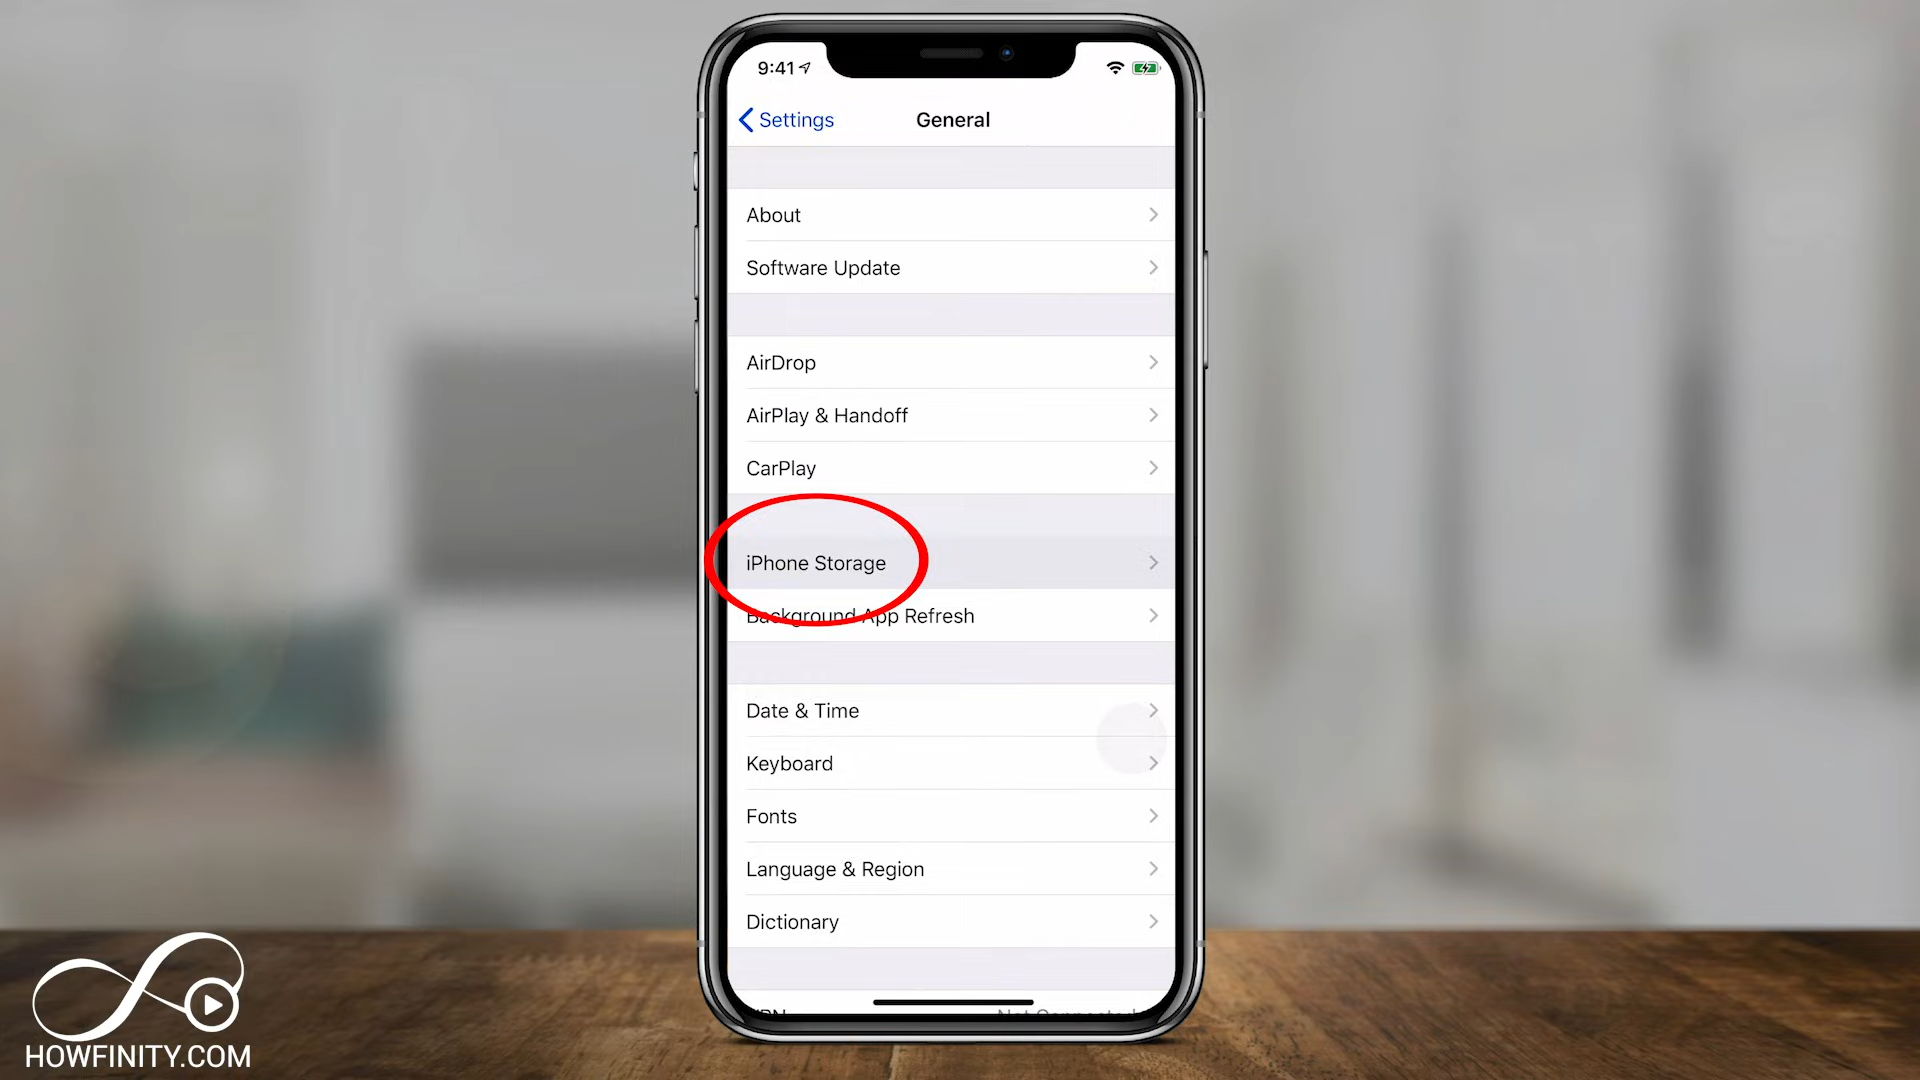 9:41
Settings
General
About
Software Update
AirDrop
AirPlay & Handoff
CarPlay
iPhone Storage
Background App Refresh
Date & Time
Keyboard
Fonts
Language & Region
Dictionary
HOWFINITY.COM